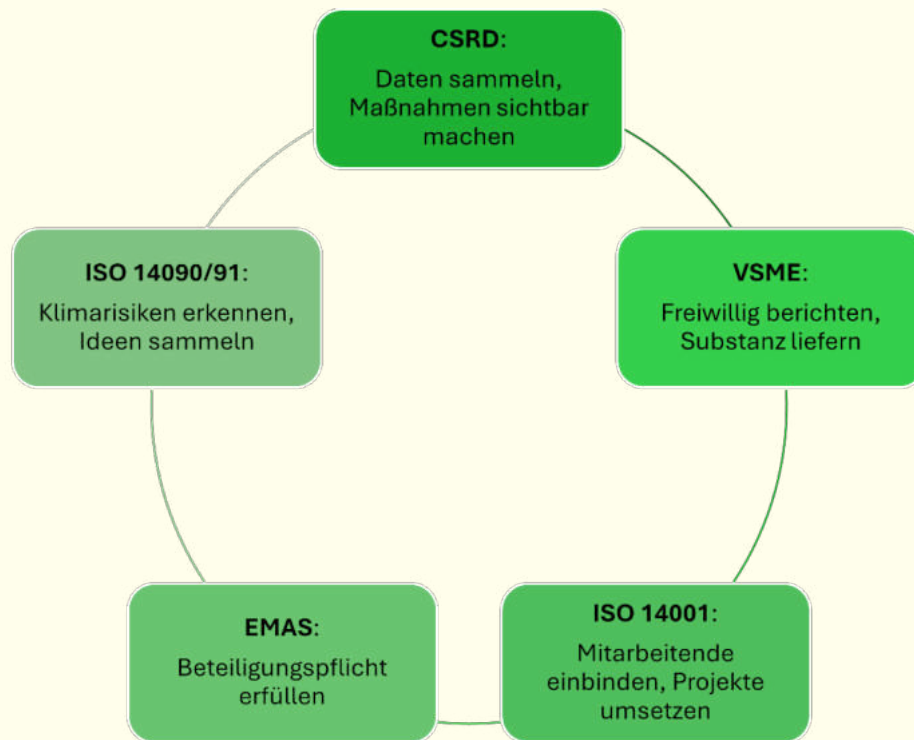 CSRD:
Daten sammeln,
Maßnahmen sichtbar
machen
VSME:
Freiwillig berichten,
Substanz liefern
ISO 14001:
Mitarbeitende
einbinden, Projekte
umsetzen
EMAS:
Beteiligungspflicht
erfüllen
ISO 14090/91:
Klimarisiken erkennen,
Ideen sammeln